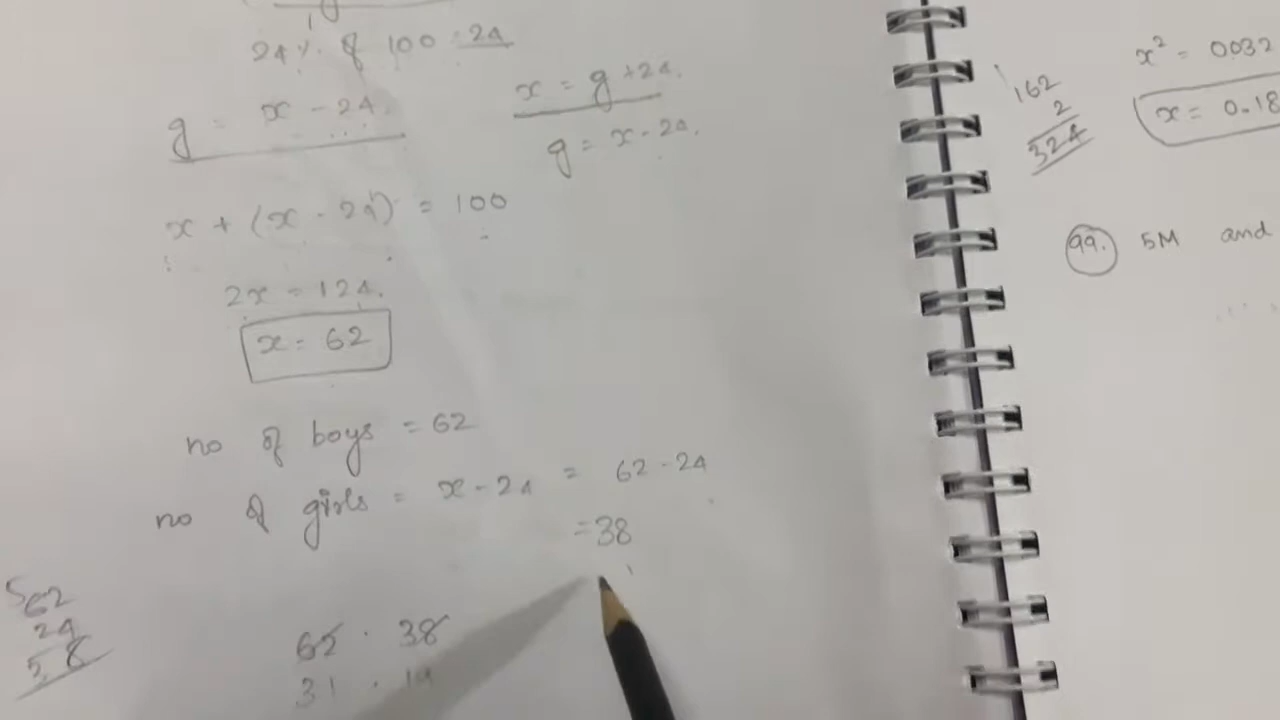 24% of 100 = 24
g = x - 24.
x = g + 24.
g = x - 24.
x + (x - 24) = 100
2x = 124.
x = 62
no of boys = 62
no of girls = x - 24 = 62 - 24
= 38
62
24
38
62 . 38
31 . 19
x² = 0.032
x = 0.18
162
2
324
99. 5M and